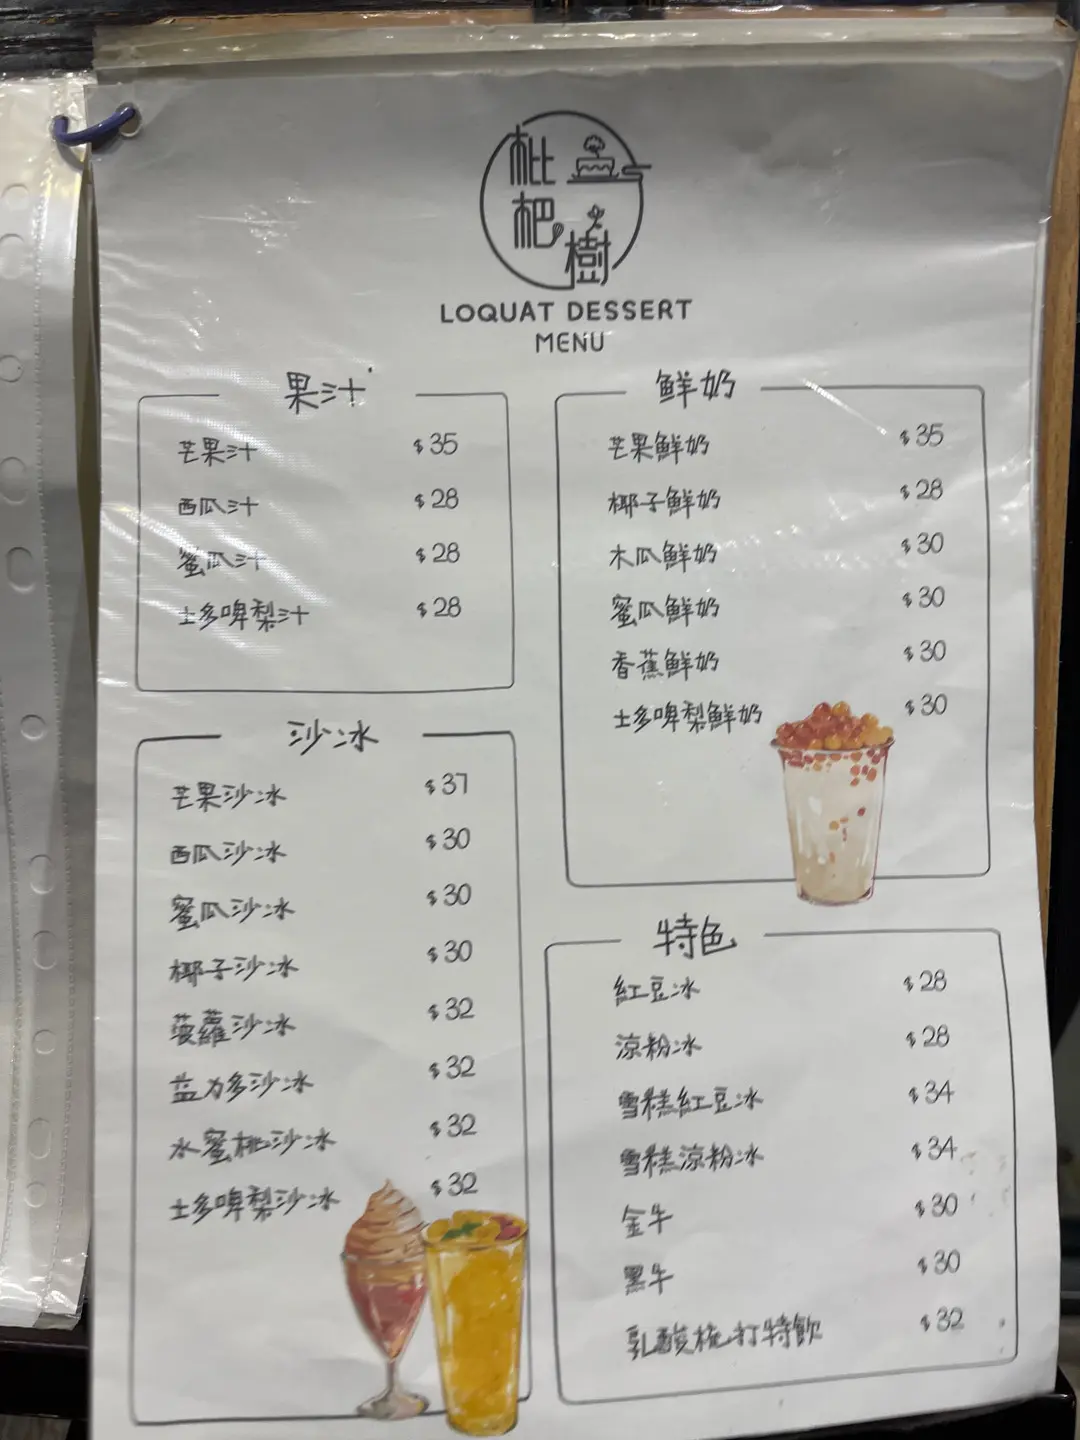 枇杷樹
LOQUAT DESSERT
MENU
果汁
芒果汁 $35
西瓜汁 $28
蜜瓜汁 $28
士多啤梨汁 $28
沙冰
芒果沙冰 $37
西瓜沙冰 $30
蜜瓜沙冰 $30
椰子沙冰 $30
菠蘿沙冰 $32
益力多沙冰 $32
水蜜桃沙冰 $32
士多啤梨沙冰 $32
鮮奶
芒果鮮奶 $35
椰子鮮奶 $28
木瓜鮮奶 $30
蜜瓜鮮奶 $30
香蕉鮮奶 $30
士多啤梨鮮奶 $30
特色
紅豆冰 $28
涼粉冰 $28
雪糕紅豆冰 $34
雪糕涼粉冰 $34
金牛 $30
黑牛 $30
乳酸梳打特飲 $32